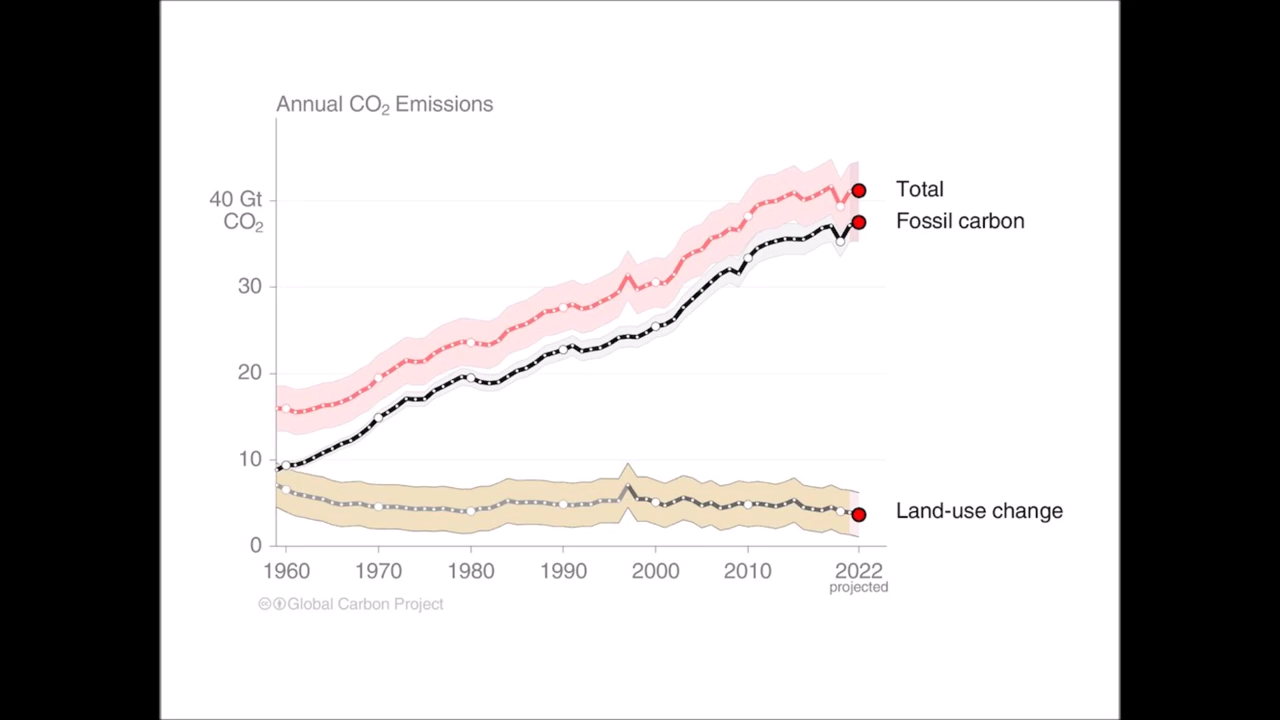 Annual CO₂ Emissions
40 Gt
CO₂
30
20
10
0
Total
Fossil carbon
Land-use change
1960 1970 1980 1990 2000 2010 2022
projected
Global Carbon Project